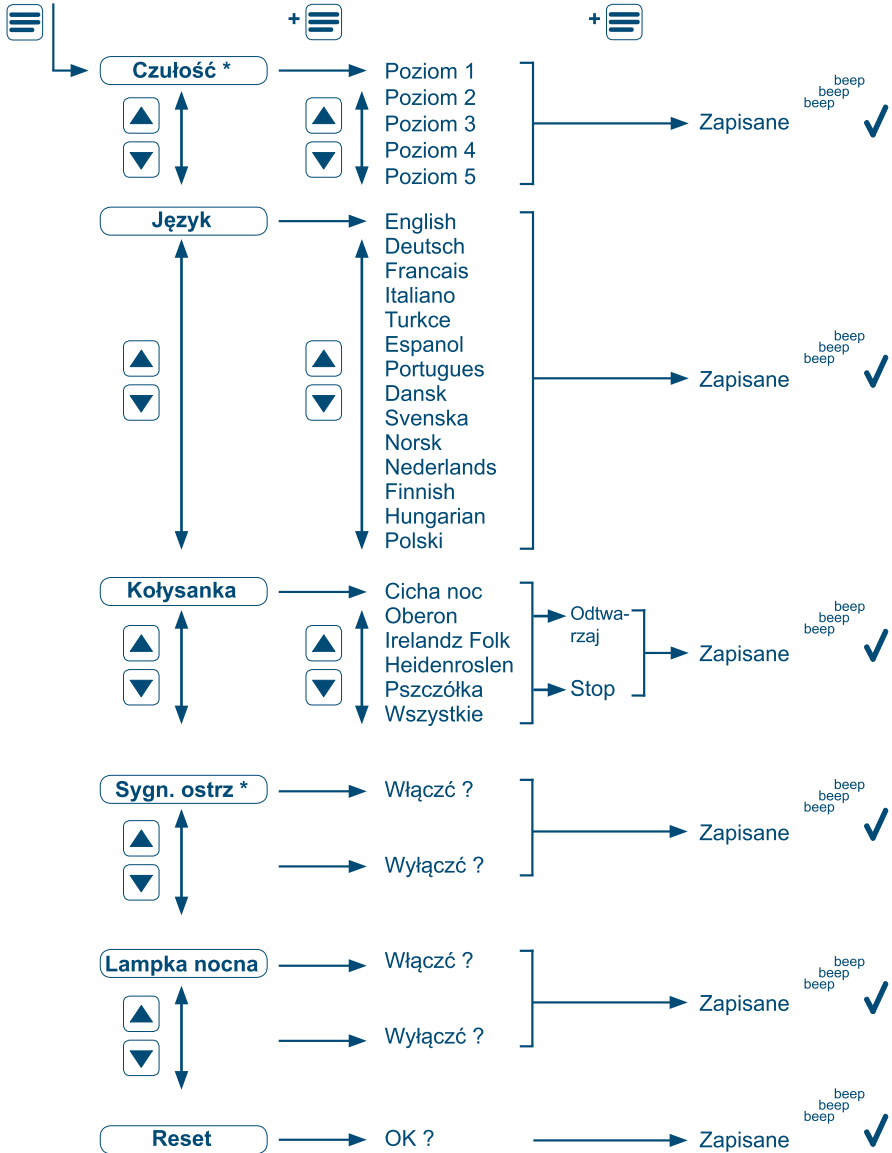 + +
Czułość *
Poziom 1
Poziom 2
Poziom 3
Poziom 4
Poziom 5
Zapisane
beep
beep
beep
Język
English
Deutsch
Francais
Italiano
Turkce
Espanol
Portugues
Dansk
Svenska
Norsk
Nederlands
Finnish
Hungarian
Polski
Zapisane
beep
beep
beep
Kołysanka
Cicha noc
Oberon
Irelandz Folk
Heidenroslen
Pszczółka
Wszystkie
Odtwa-
rzaj
Stop
Zapisane
beep
beep
beep
Sygn. ostrz *
Włączć ?
Wyłączć ?
Zapisane
beep
beep
beep
Lampka nocna
Włączć ?
Wyłączć ?
Zapisane
beep
beep
beep
Reset
OK ?
Zapisane
beep
beep
beep